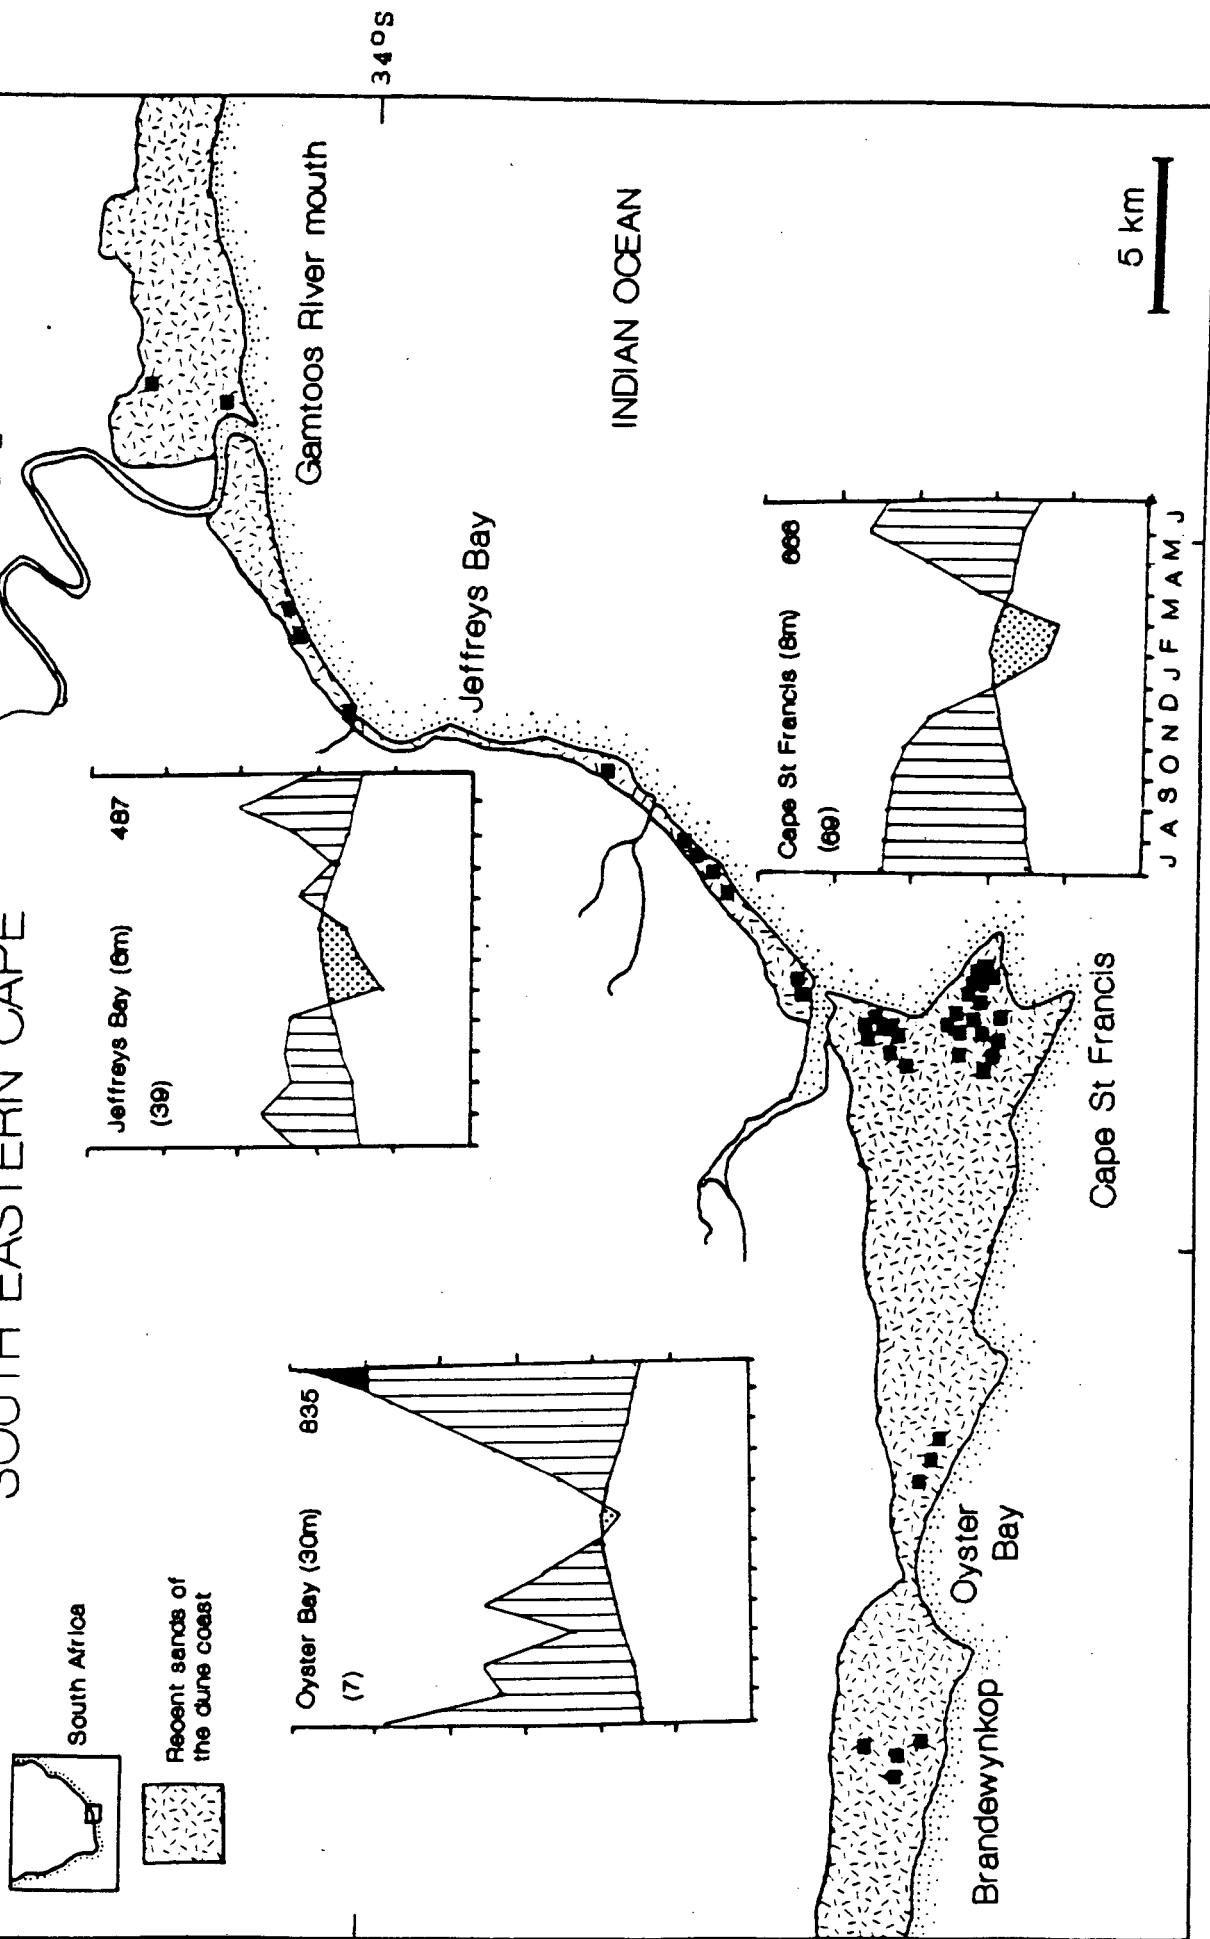 SOUTH EASTERN CAPE
South Africa
Recent sands of
the dune coast
Jeffreys Bay (6m) 487
(39)
Oyster Bay (30m) 835
(7)
Cape St Francis (8m) 666
(69)
J A S O N D J F M A M J
34°S
Gamtoos River mouth
Jeffreys Bay
INDIAN OCEAN
Cape St Francis
Oyster
Bay
Brandewynkop
5 km